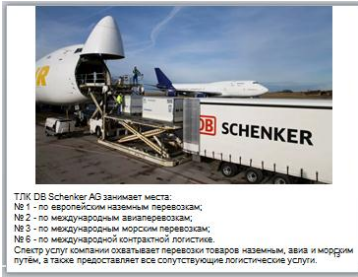 DB SCHENKER
ТЛК DB Schenker AG занимает места:
№ 1 - по европейским наземным перевозкам;
№ 2 - по международным авиаперевозкам;
№ 3 - по международным морским перевозкам;
№ 6 - по международной контрактной логистике.
Спектр услуг компании охватывает перевозки товаров наземным, авиа и морским
путём, а также предоставляет все сопутствующие логистические услуги.